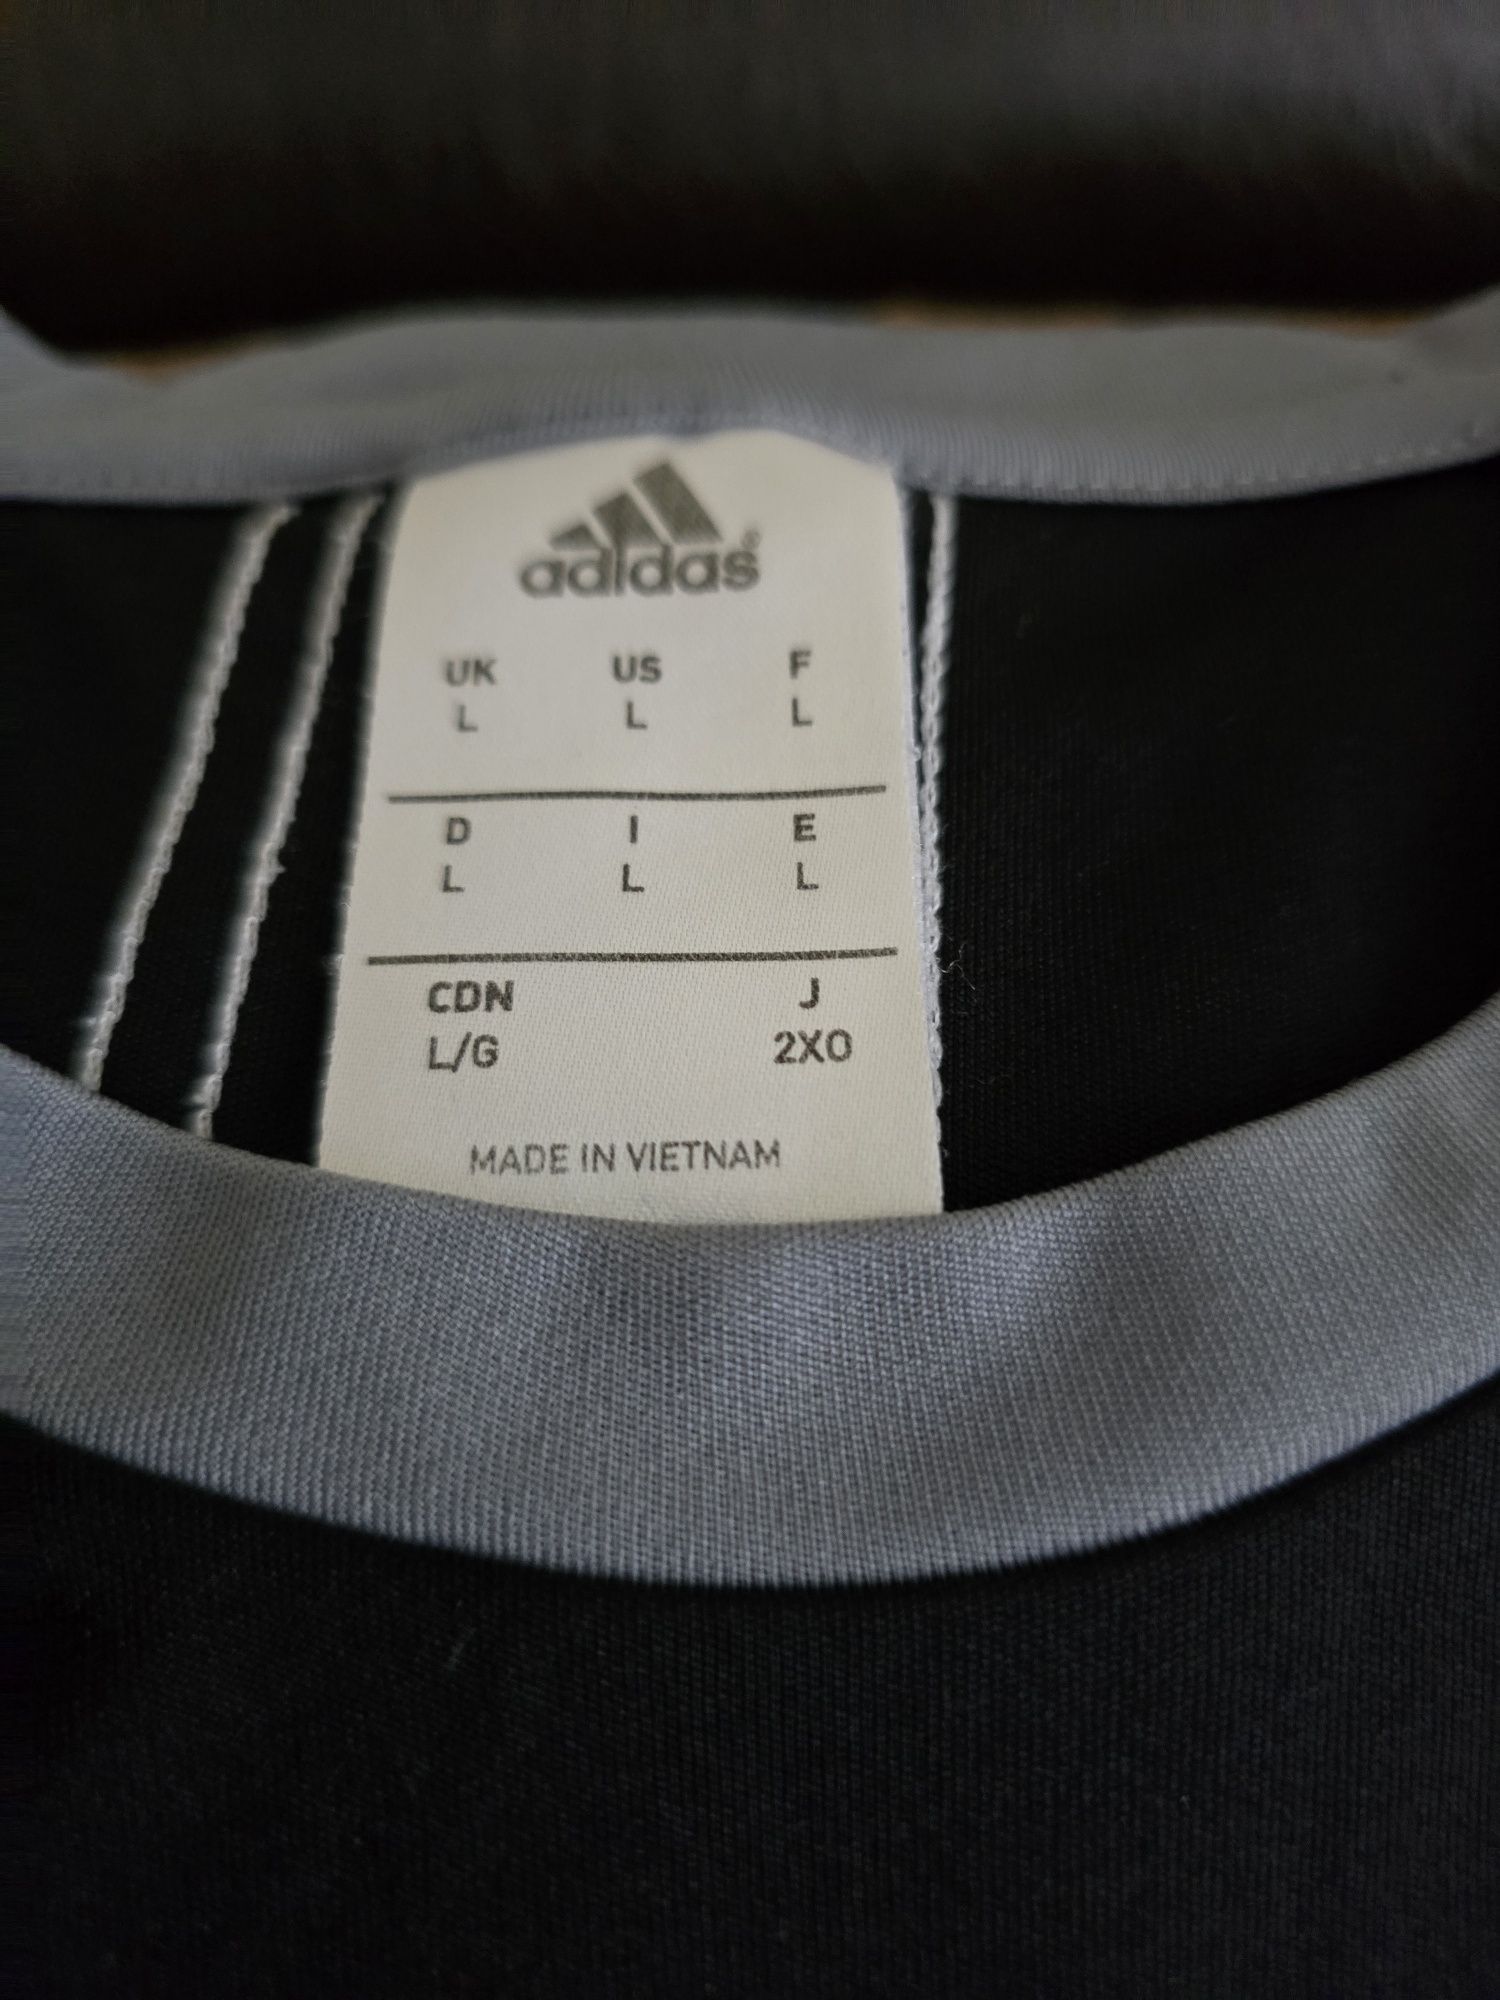 adidas®
UK US F
L L L
D I E
L L L
CDN J
L/G 2XO
MADE IN VIETNAM